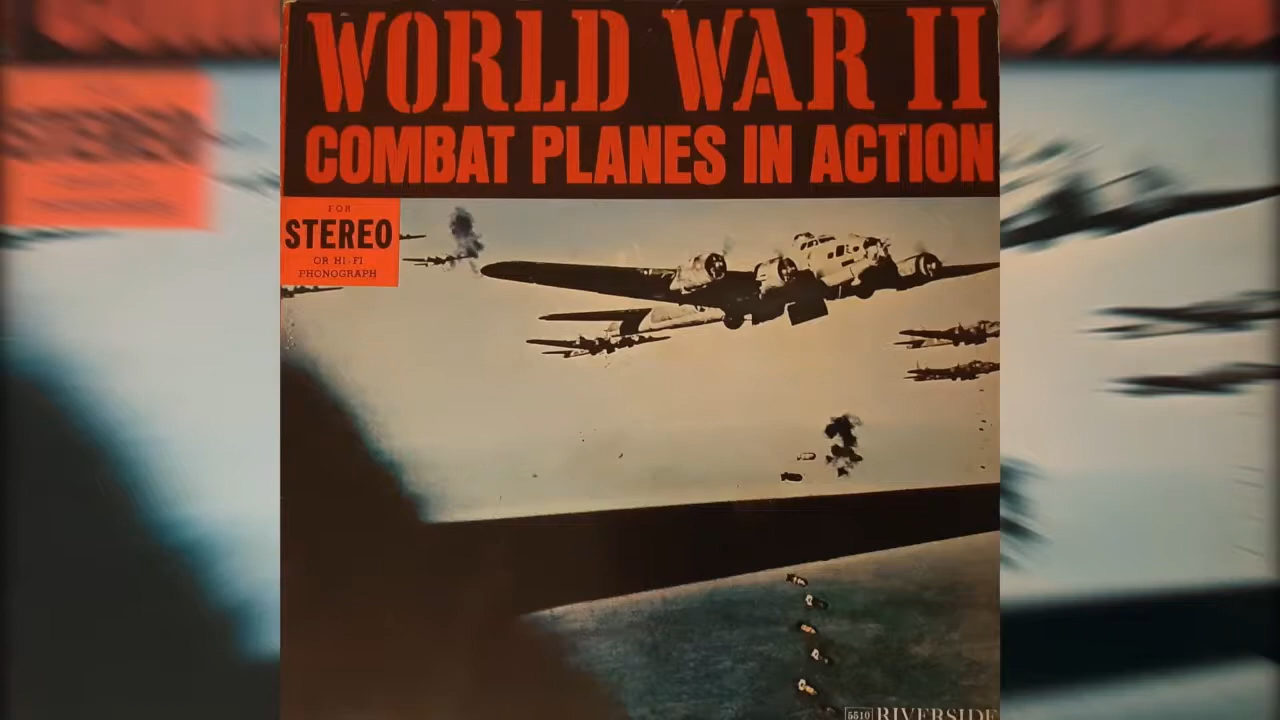 WORLD WAR II
COMBAT PLANES IN ACTION
FOR
STEREO
OR HI-FI
PHONOGRAPH
5510 RIVERSIDE